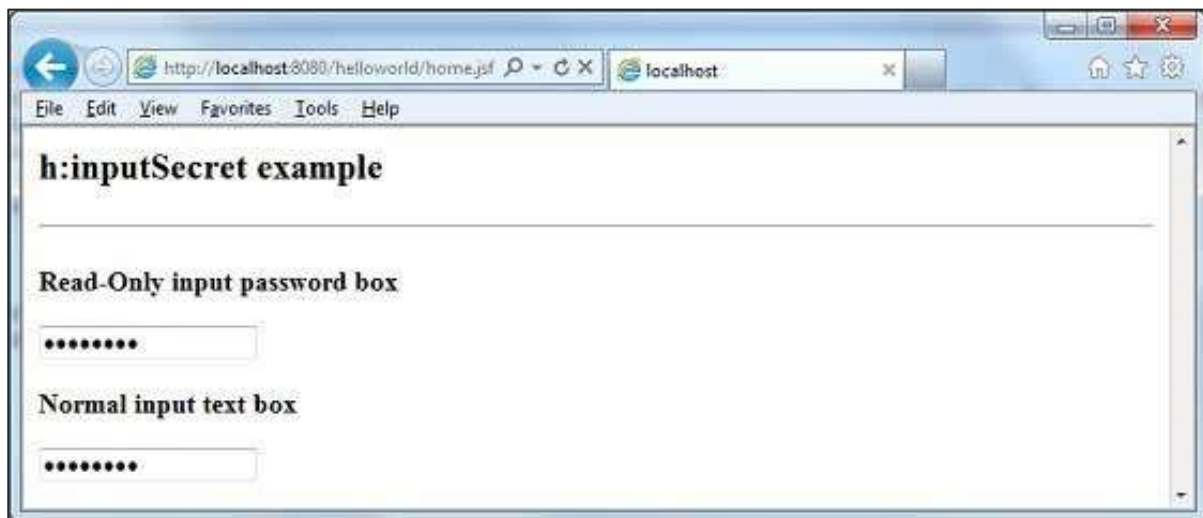 http://localhost:8080/helloworld/home.jsf
localhost
File Edit View Favorites Tools Help
h:inputSecret example
Read-Only input password box
••••••••
Normal input text box
••••••••